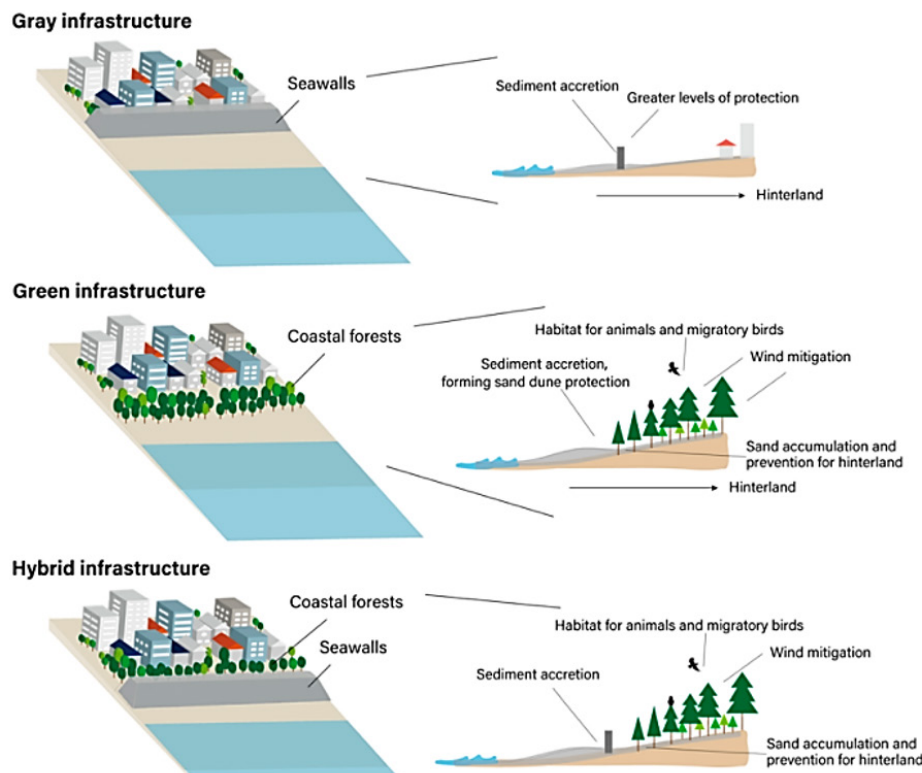 Gray infrastructure
Seawalls
Sediment accretion
Greater levels of protection
Hinterland
Green infrastructure
Coastal forests
Habitat for animals and migratory birds
Wind mitigation
Sediment accretion,
forming sand dune protection
Sand accumulation and
prevention for hinterland
Hinterland
Hybrid infrastructure
Coastal forests
Seawalls
Habitat for animals and migratory birds
Wind mitigation
Sediment accretion
Sand accumulation and
prevention for hinterland